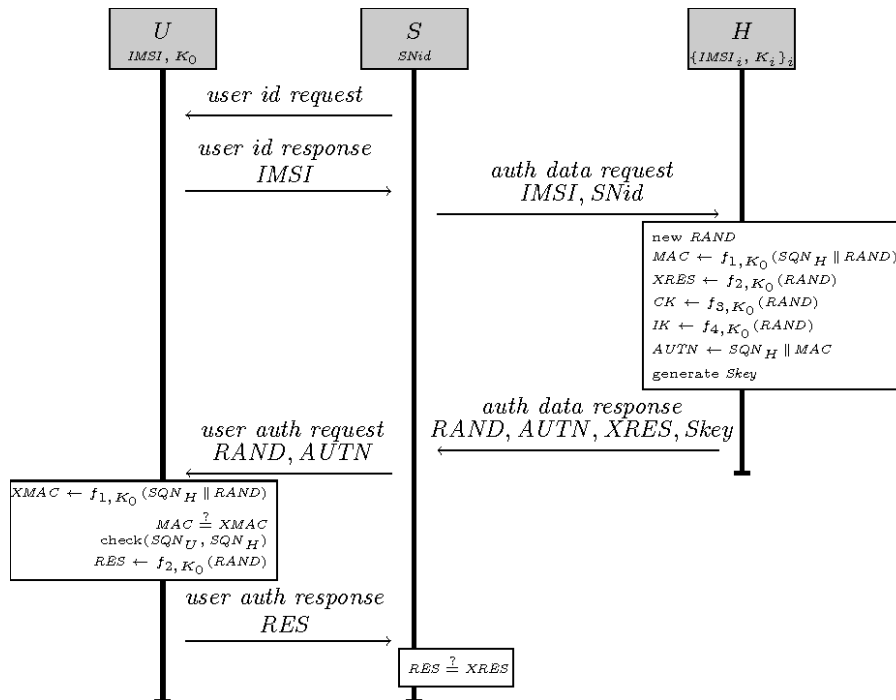 U
IMSI, K₀
S
SNid
H
{IMSIᵢ, Kᵢ}ᵢ
user id request
user id response
IMSI
auth data request
IMSI, SNid
new RAND
MAC ← f₁,K₀(SQN_H ∥ RAND)
XRES ← f₂,K₀(RAND)
CK ← f₃,K₀(RAND)
IK ← f₄,K₀(RAND)
AUTN ← SQN_H ∥ MAC
generate Skey
auth data response
RAND, AUTN, XRES, Skey
user auth request
RAND, AUTN
XMAC ← f₁,K₀(SQN_H ∥ RAND)
MAC ≟ XMAC
check(SQN_U, SQN_H)
RES ← f₂,K₀(RAND)
user auth response
RES
RES ≟ XRES